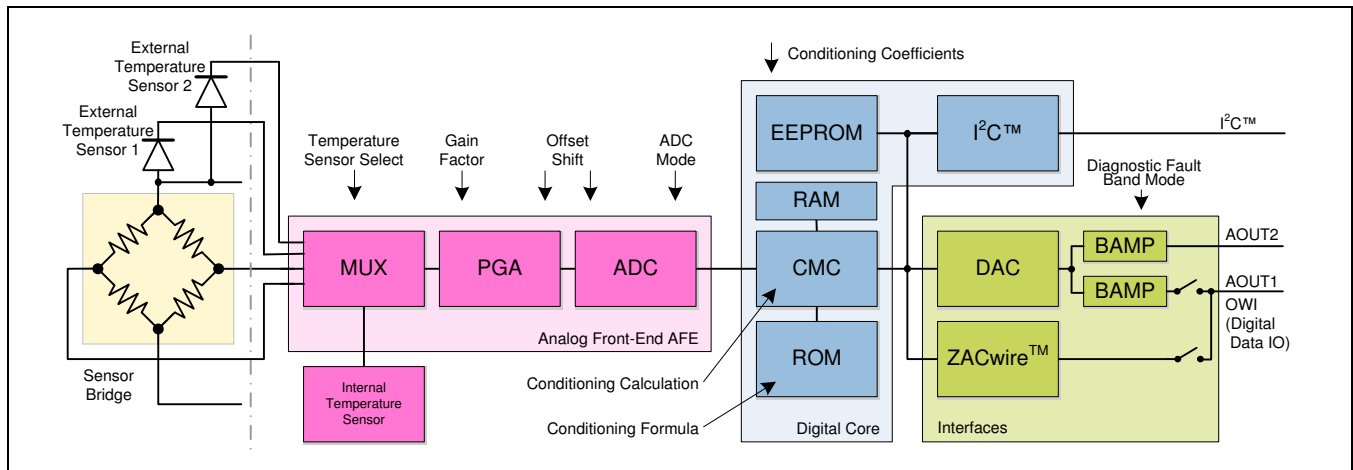 External
Temperature
Sensor 2
External
Temperature
Sensor 1
Sensor
Bridge
Temperature
Sensor Select
Gain
Factor
Offset
Shift
ADC
Mode
MUX
PGA
ADC
Analog Front-End AFE
Internal
Temperature
Sensor
Conditioning Coefficients
EEPROM
I²C™
RAM
CMC
ROM
Conditioning Calculation
Conditioning Formula
Digital Core
I²C™
Diagnostic Fault
Band Mode
DAC
BAMP
BAMP
ZACwire™
Interfaces
AOUT2
AOUT1
OWI
(Digital
Data IO)